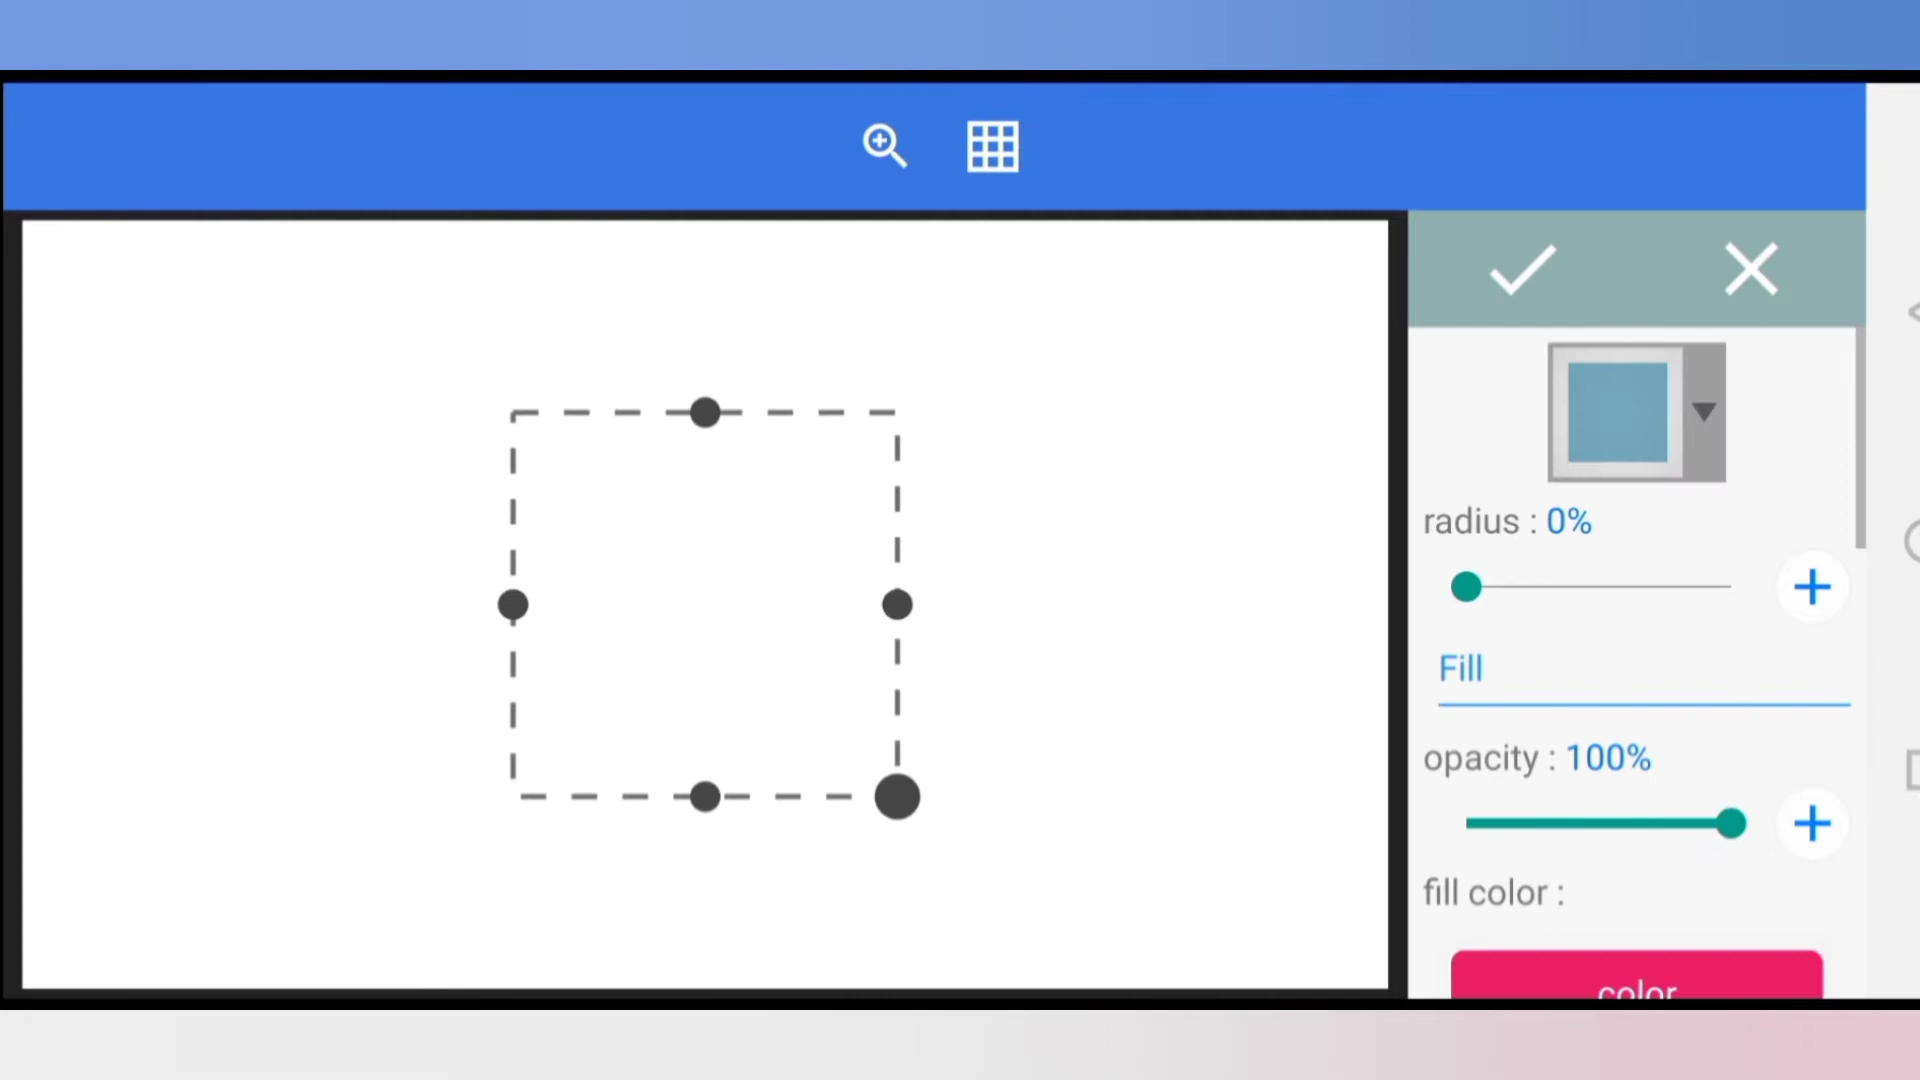 radius : 0%
Fill
opacity : 100%
fill color :
color